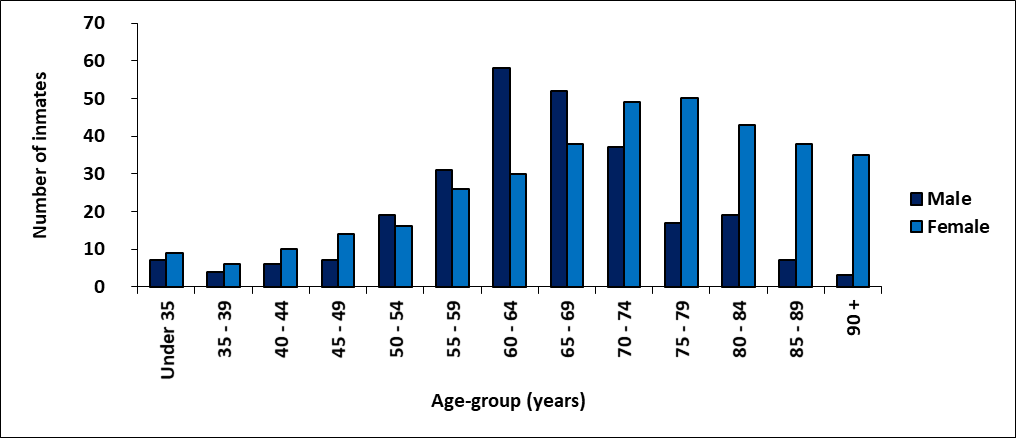 70
60
50
40
30
20
10
0
Number of inmates
Under 35
35 - 39
40 - 44
45 - 49
50 - 54
55 - 59
60 - 64
65 - 69
70 - 74
75 - 79
80 - 84
85 - 89
90 +
Age-group (years)
Male
Female